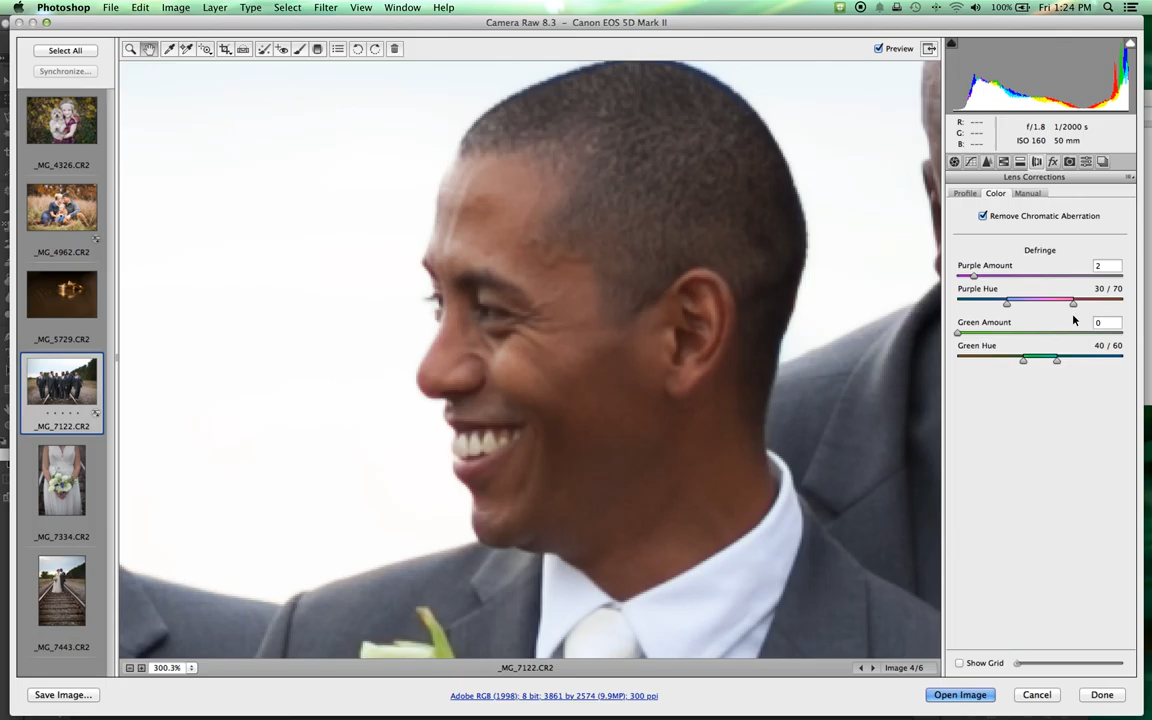 Photoshop File Edit Image Layer Type Select Filter View Window Help 100% Fri 1:24 PM
Camera Raw 8.3 - Canon EOS 5D Mark II
Select All
Synchronize...
Preview
_MG_4326.CR2
_MG_4962.CR2
_MG_5729.CR2
_MG_7122.CR2
_MG_7334.CR2
_MG_7443.CR2
R: ---
G: ---
B: ---
f/1.8 1/2000 s
ISO 160 50 mm
Lens Corrections
Profile Color Manual
Remove Chromatic Aberration
Defringe
Purple Amount 2
Purple Hue 30 / 70
Green Amount 0
Green Hue 40 / 60
300.3%
_MG_7122.CR2
Image 4/6
Show Grid
Save Image...
Adobe RGB (1998); 8 bit; 3861 by 2574 (9.9MP); 300 ppi
Open Image
Cancel
Done